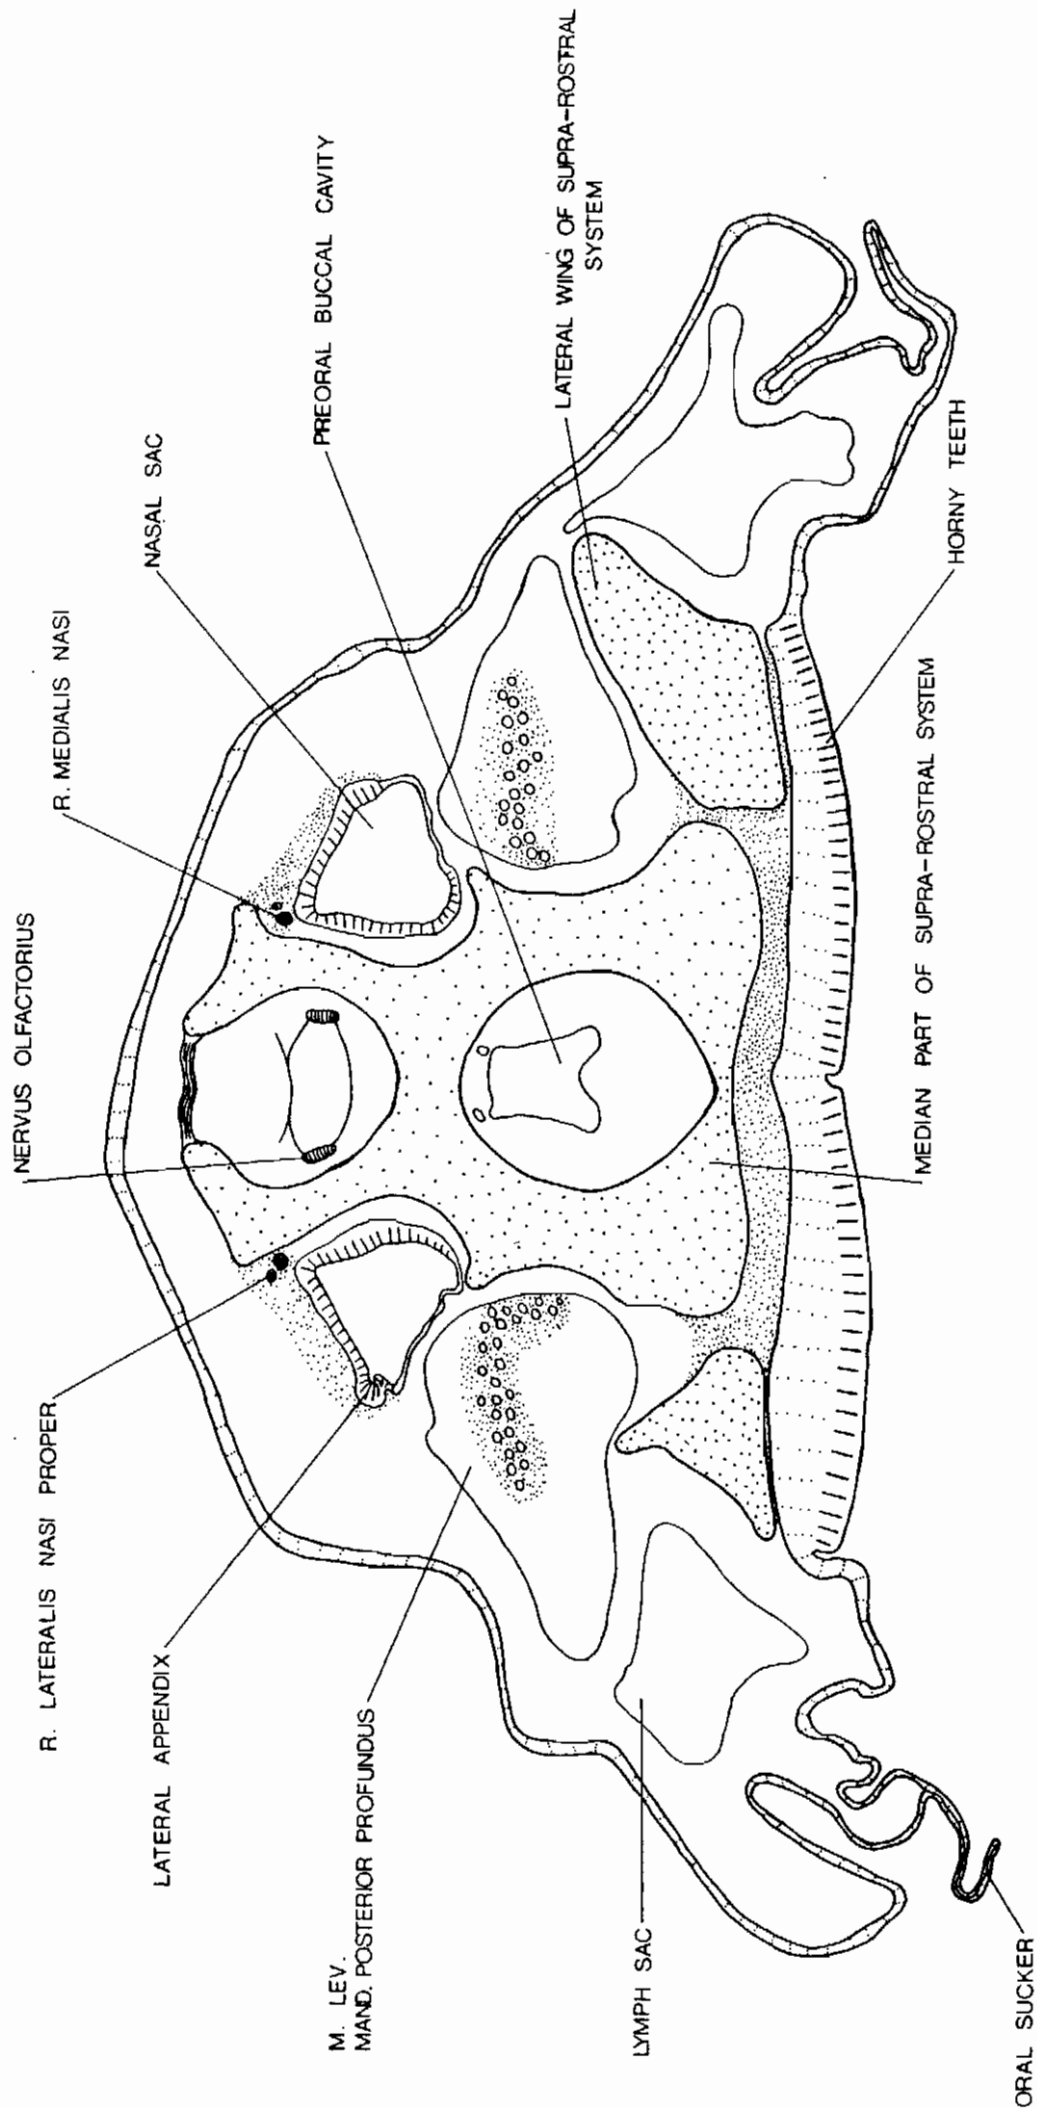 NERVUS OLFACTORIUS
R. MEDIALIS NASI
NASAL SAC
PREORAL BUCCAL CAVITY
LATERAL WING OF SUPRA-ROSTRAL
SYSTEM
R. LATERALIS NASI PROPER
LATERAL APPENDIX
M. LEV.
MAND. POSTERIOR PROFUNDUS
LYMPH SAC
ORAL SUCKER
MEDIAN PART OF SUPRA-ROSTRAL SYSTEM
HORNY TEETH